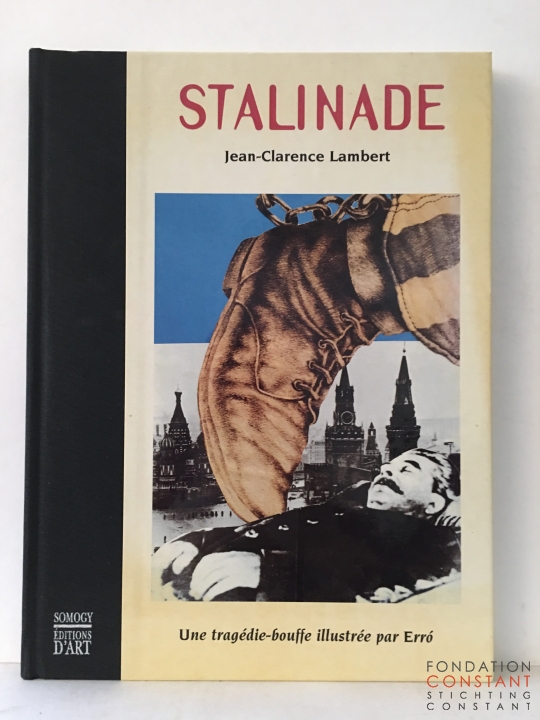 STALINADE
Jean-Clarence Lambert
Une tragédie-bouffe illustrée par Erró
SOMOGY
ÉDITIONS
D'ART
FONDATION
CONSTANT
STICHTING
CONSTANT